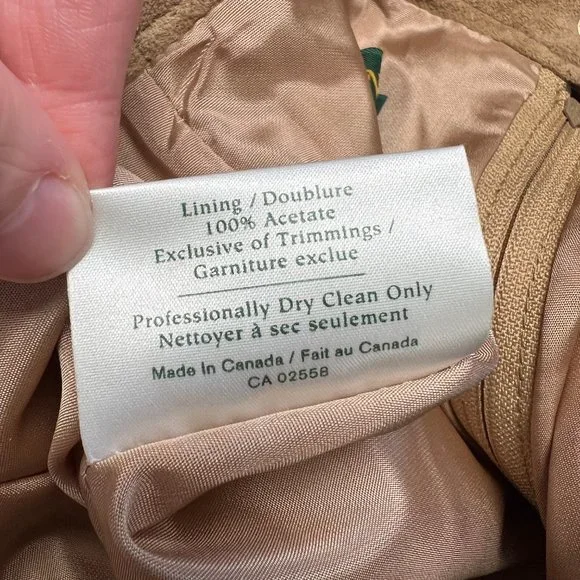 Lining / Doublure
100% Acetate
Exclusive of Trimmings /
Garniture exclue
Professionally Dry Clean Only
Nettoyer à sec seulement
Made In Canada / Fait au Canada
CA 02558